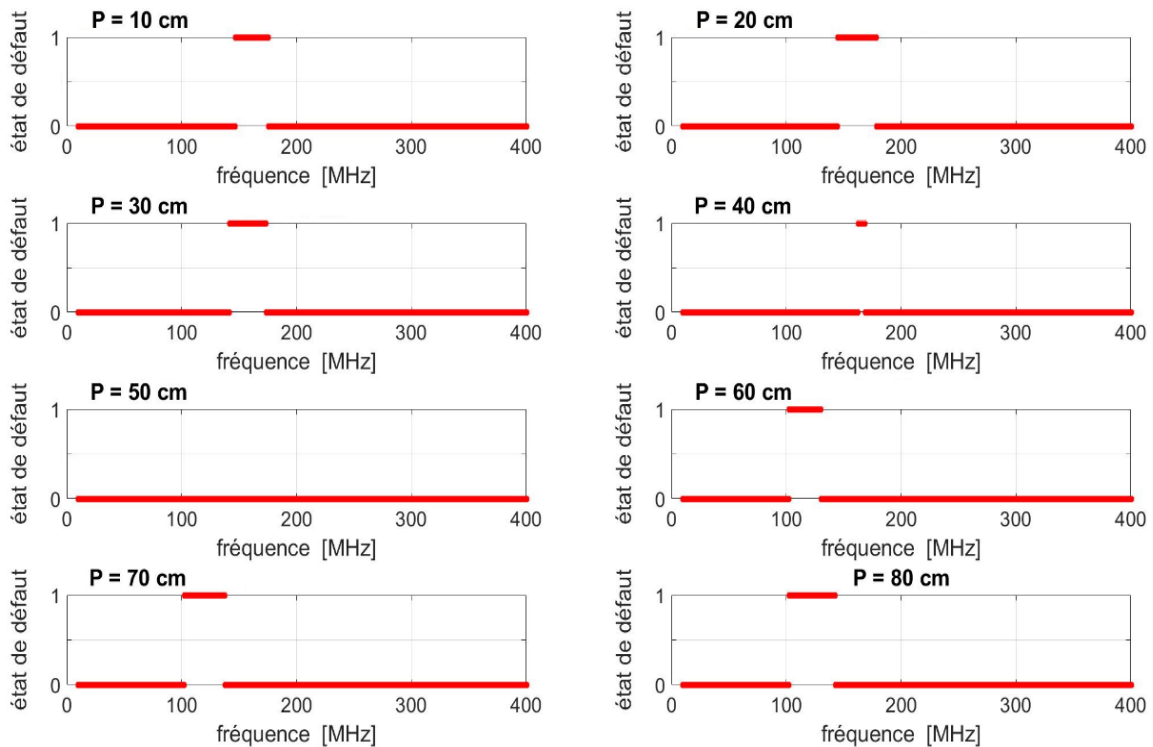 P = 10 cm
état de défaut
1
0
0 100 200 300 400
fréquence [MHz]
P = 20 cm
état de défaut
1
0
0 100 200 300 400
fréquence [MHz]
P = 30 cm
état de défaut
1
0
0 100 200 300 400
fréquence [MHz]
P = 40 cm
état de défaut
1
0
0 100 200 300 400
fréquence [MHz]
P = 50 cm
état de défaut
1
0
0 100 200 300 400
fréquence [MHz]
P = 60 cm
état de défaut
1
0
0 100 200 300 400
fréquence [MHz]
P = 70 cm
état de défaut
1
0
0 100 200 300 400
fréquence [MHz]
P = 80 cm
état de défaut
1
0
0 100 200 300 400
fréquence [MHz]